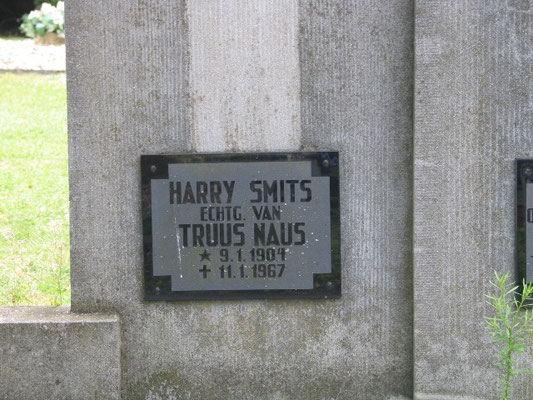 HARRY SMITS
ECHTG. VAN
TRUUS NAUS
★ 9.1.1904
✝ 11.1.1967